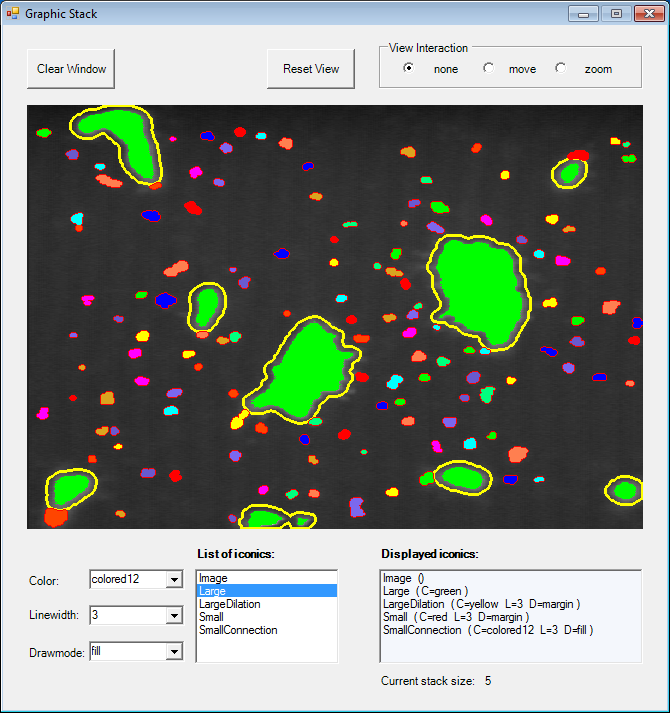 Graphic Stack
Clear Window
Reset View
View Interaction
none
move
zoom
List of iconics:
Displayed iconics:
Color:
colored12
Linewidth:
3
Drawmode:
fill
Image
Large
LargeDilation
Small
SmallConnection
Image ()
Large ( C=green )
LargeDilation ( C=yellow L=3 D=margin )
Small ( C=red L=3 D=margin )
SmallConnection ( C=colored12 L=3 D=fill )
Current stack size: 5